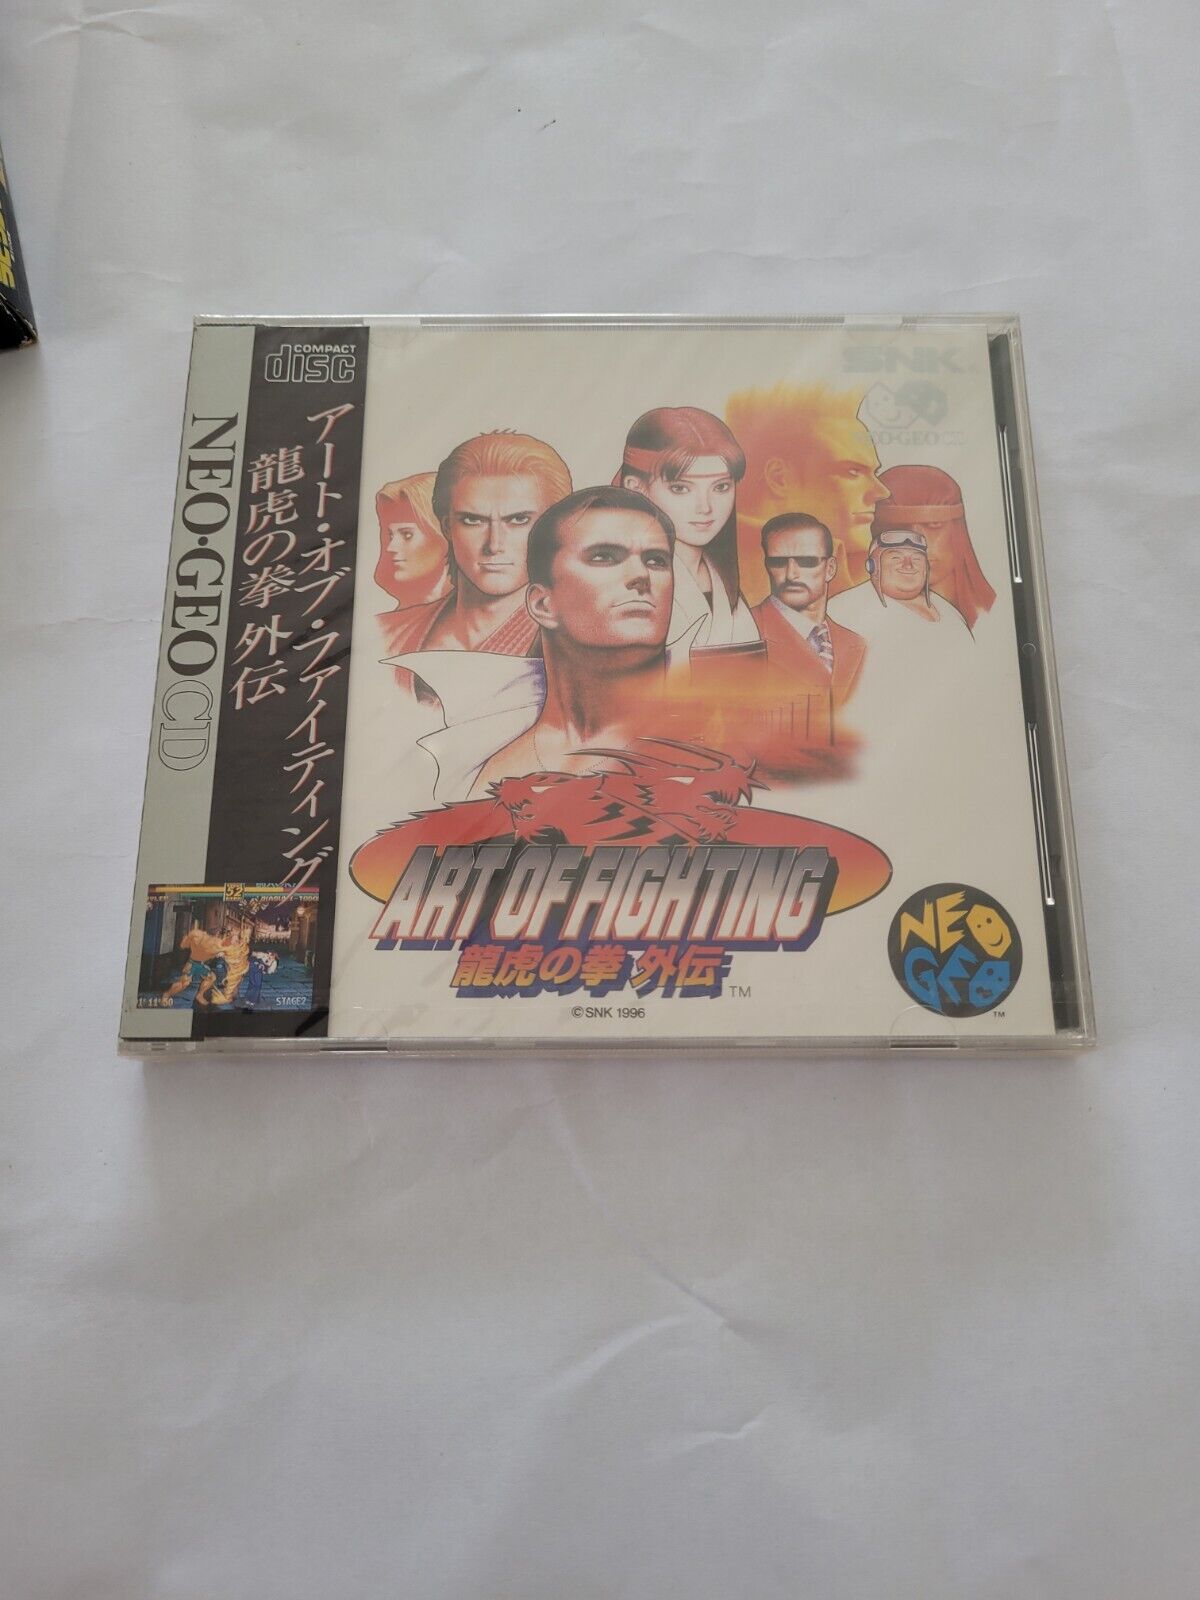 COMPACT
disc
NEO・GEO CD
アート・オブ・ファイティング
龍虎の拳 外伝
52
STAGE2
SNK
NEO・GEO CD
ART OF FIGHTING
龍虎の拳 外伝
TM
©SNK 1996
NEO
GEO
TM